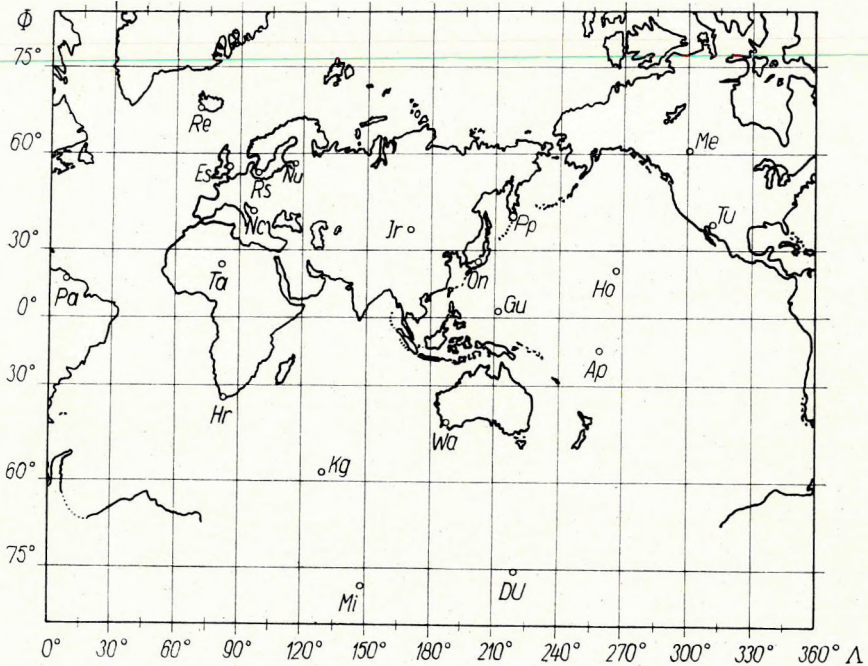 Φ
75°
Re
60°
Me
Es
Rs
Nu
Nc
Ir
Pp
Tu
30°
Ta
On
Ho
Pa
Gu
0°
Ap
30°
Hr
Wa
Kg
60°
75°
Mi
DU
0° 30° 60° 90° 120° 150° 180° 210° 240° 270° 300° 330° 360° Λ